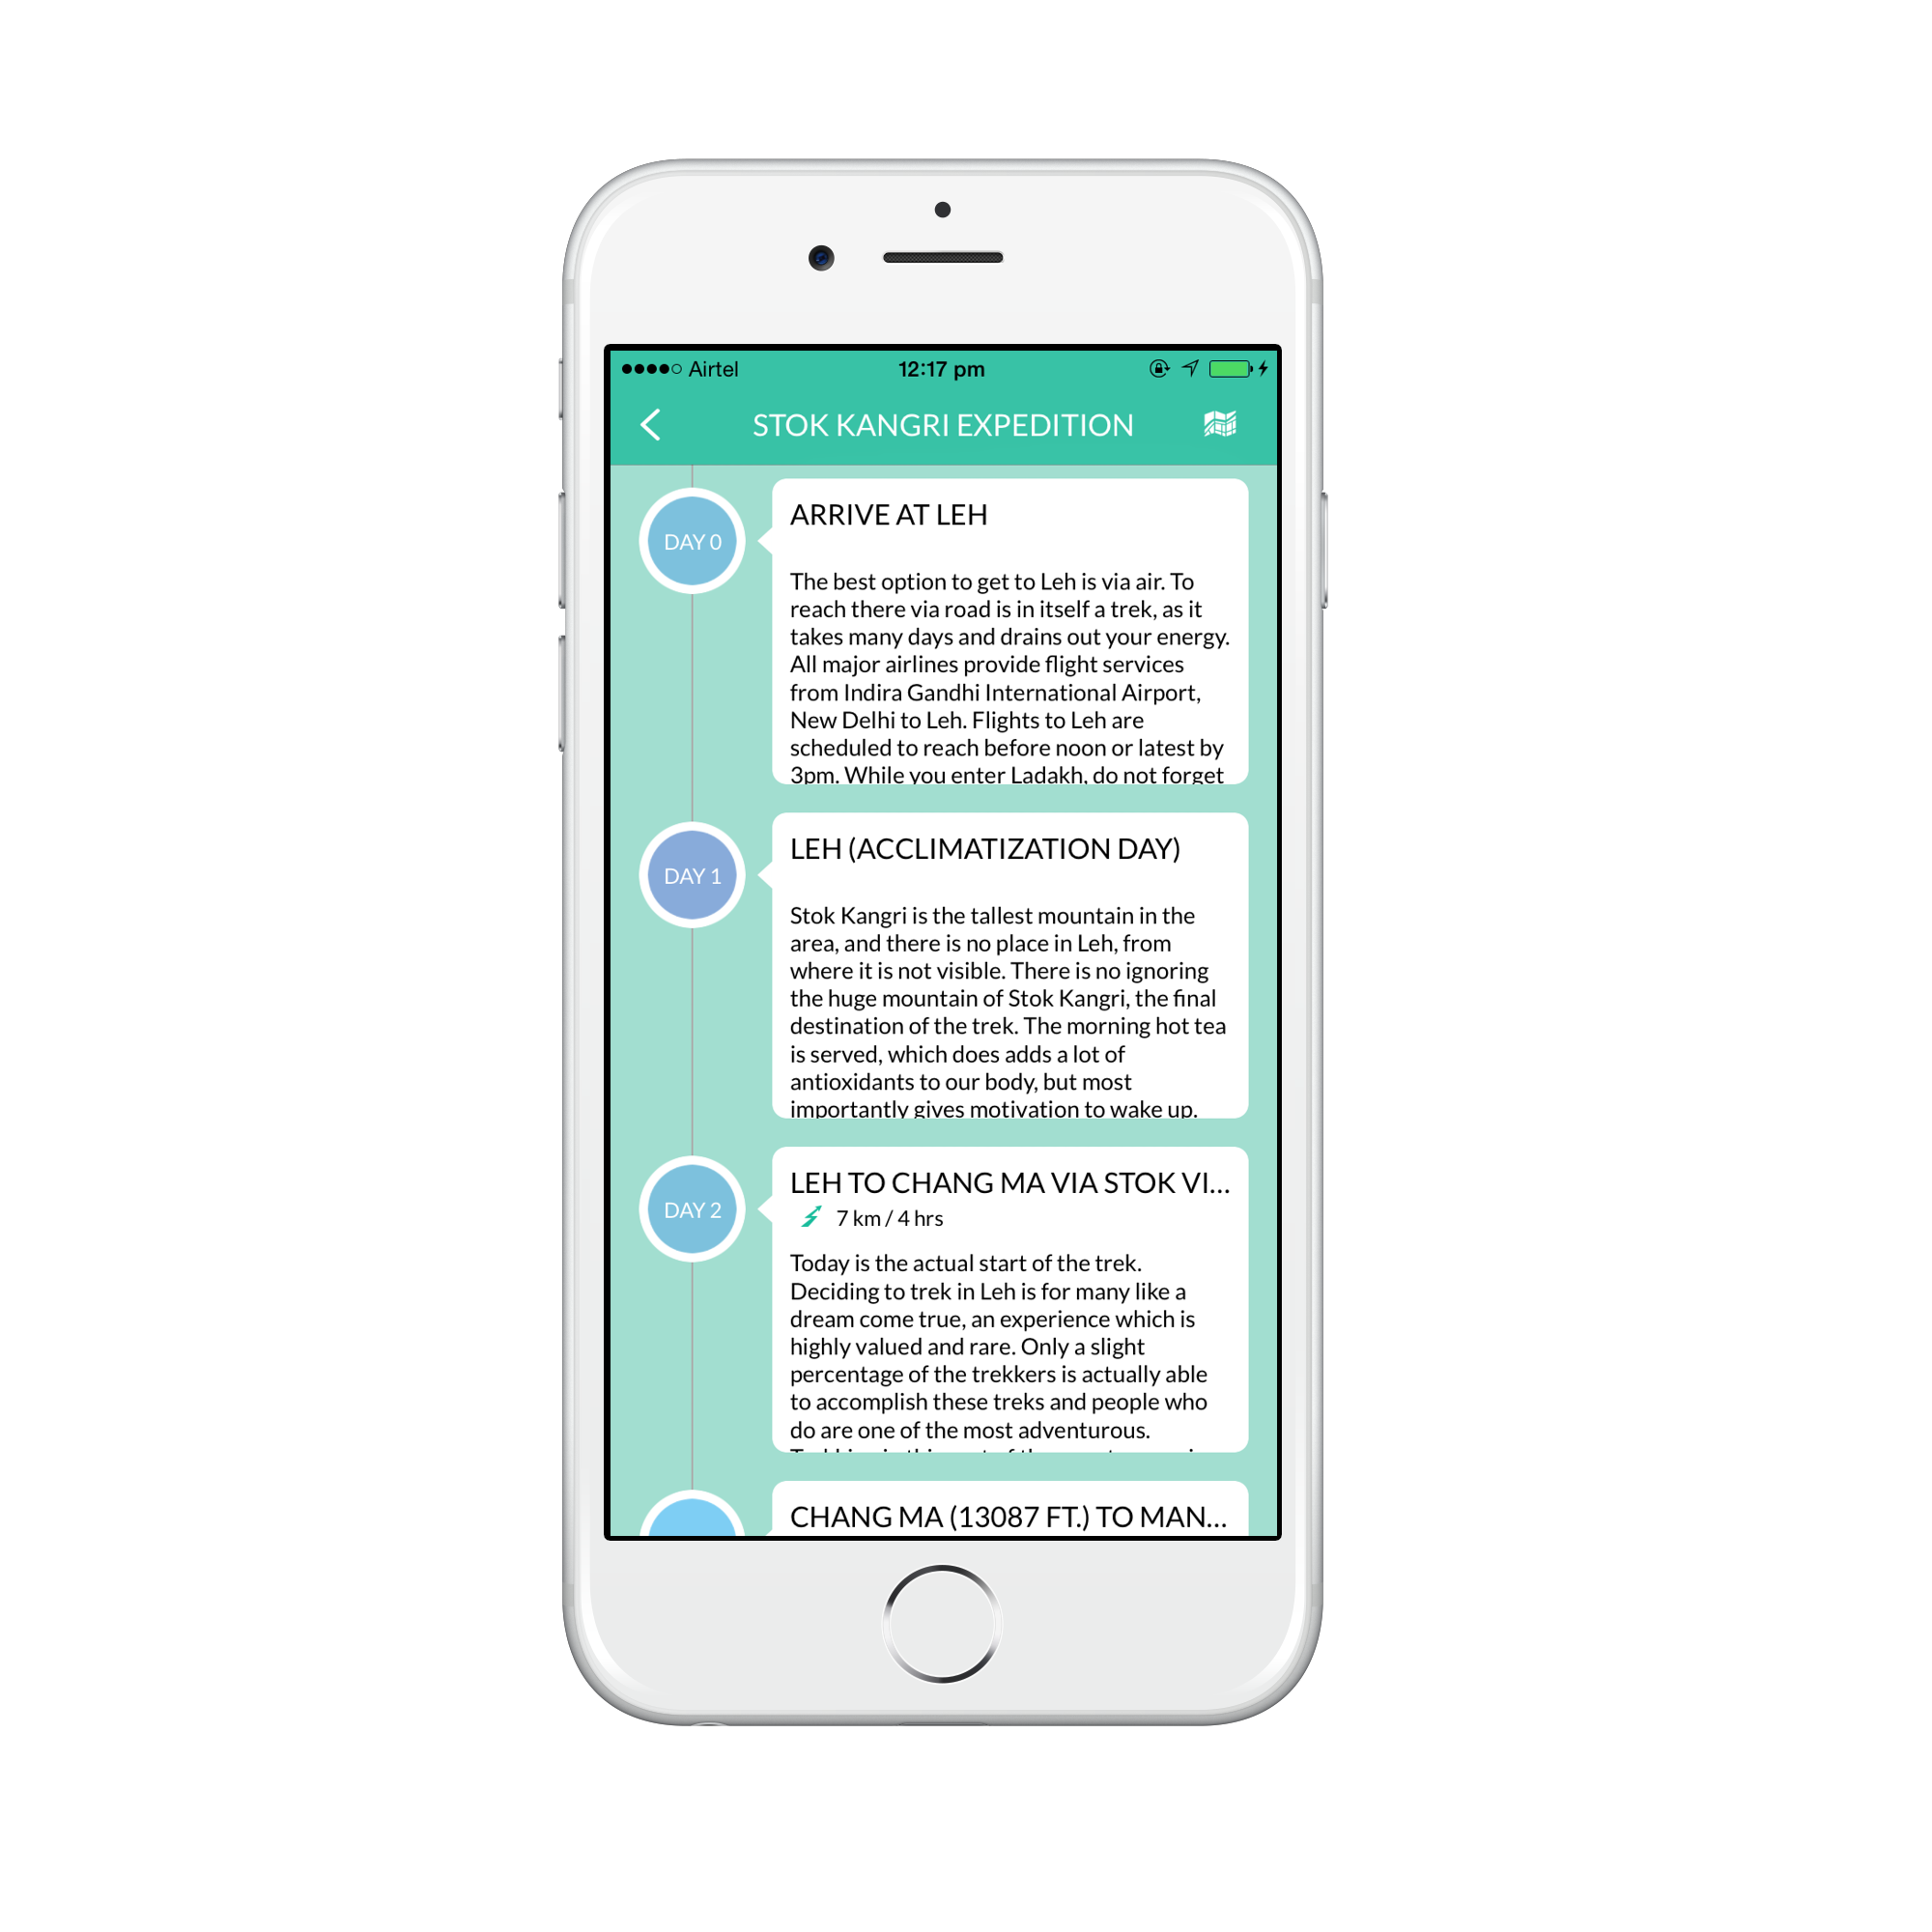 Airtel 12:17 pm
STOK KANGRI EXPEDITION
DAY 0
ARRIVE AT LEH
The best option to get to Leh is via air. To
reach there via road is in itself a trek, as it
takes many days and drains out your energy.
All major airlines provide flight services
from Indira Gandhi International Airport,
New Delhi to Leh. Flights to Leh are
scheduled to reach before noon or latest by
3pm. While you enter Ladakh, do not forget
DAY 1
LEH (ACCLIMATIZATION DAY)
Stok Kangri is the tallest mountain in the
area, and there is no place in Leh, from
where it is not visible. There is no ignoring
the huge mountain of Stok Kangri, the final
destination of the trek. The morning hot tea
is served, which does adds a lot of
antioxidants to our body, but most
importantly gives motivation to wake up.
DAY 2
LEH TO CHANG MA VIA STOK VI...
7 km / 4 hrs
Today is the actual start of the trek.
Deciding to trek in Leh is for many like a
dream come true, an experience which is
highly valued and rare. Only a slight
percentage of the trekkers is actually able
to accomplish these treks and people who
do are one of the most adventurous.
CHANG MA (13087 FT.) TO MAN...